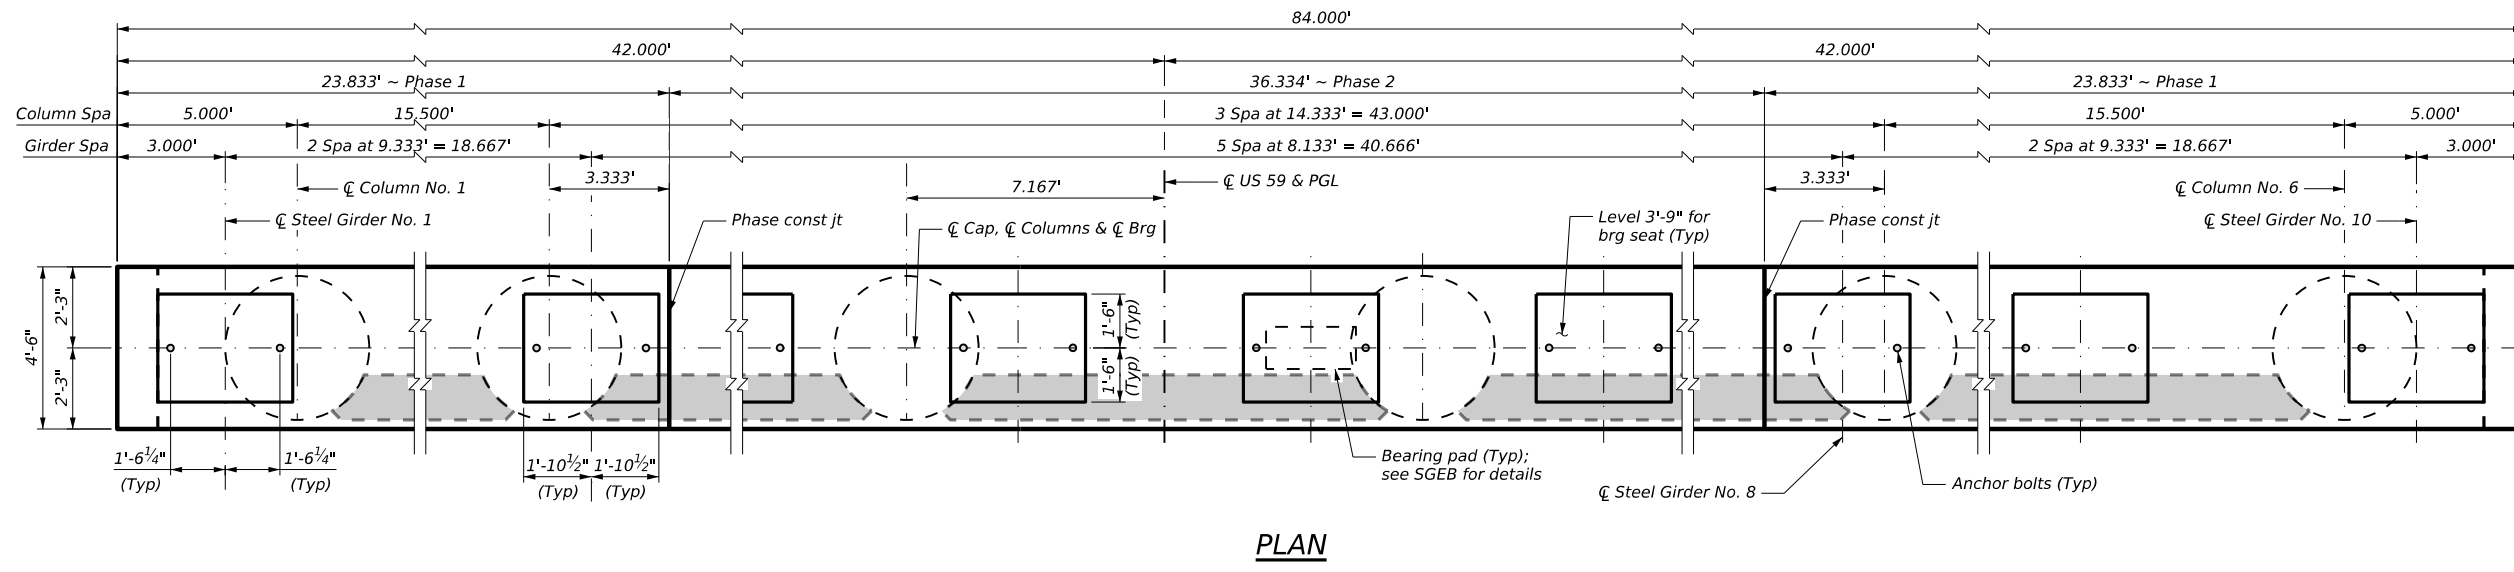 84.000'
42.000'
42.000'
23.833' ~ Phase 1
36.334' ~ Phase 2
23.833' ~ Phase 1
Column Spa
5.000'
15.500'
3 Spa at 14.333' = 43.000'
15.500'
5.000'
Girder Spa
3.000'
2 Spa at 9.333' = 18.667'
5 Spa at 8.133' = 40.666'
2 Spa at 9.333' = 18.667'
3.000'
3.333'
7.167'
℄ US 59 & PGL
3.333'
℄ Column No. 1
℄ Column No. 6
℄ Steel Girder No. 1
Phase const jt
℄ Cap, ℄ Columns & ℄ Brg
Level 3'-9" for
brg seat (Typ)
Phase const jt
℄ Steel Girder No. 10
4'-6"
2'-3"
2'-3"
1'-6"
(Typ)
1'-6"
(Typ)
1'-6¼"
(Typ)
1'-6¼"
(Typ)
1'-10½"
(Typ)
1'-10½"
(Typ)
Bearing pad (Typ);
see SGEB for details
℄ Steel Girder No. 8
Anchor bolts (Typ)
PLAN